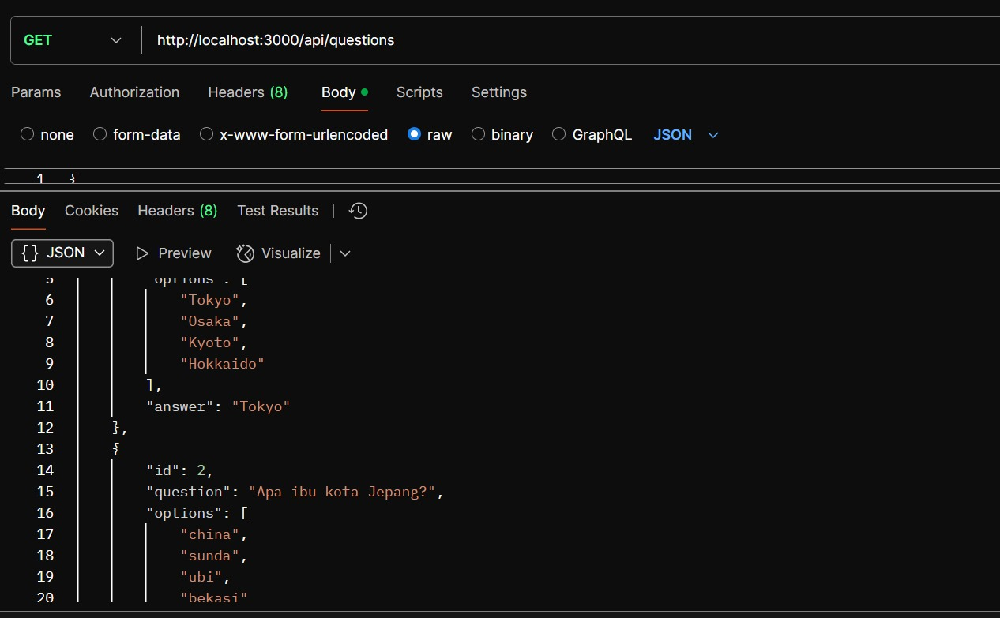 GET http://localhost:3000/api/questions
Params Authorization Headers (8) Body Scripts Settings
none form-data x-www-form-urlencoded raw binary GraphQL JSON
1 {
Body Cookies Headers (8) Test Results
{} JSON Preview Visualize
5 "options": [
6 "Tokyo",
7 "Osaka",
8 "Kyoto",
9 "Hokkaido"
10 ],
11 "answer": "Tokyo"
12 },
13 {
14 "id": 2,
15 "question": "Apa ibu kota Jepang?",
16 "options": [
17 "china",
18 "sunda",
19 "ubi",
20 "bekasi"